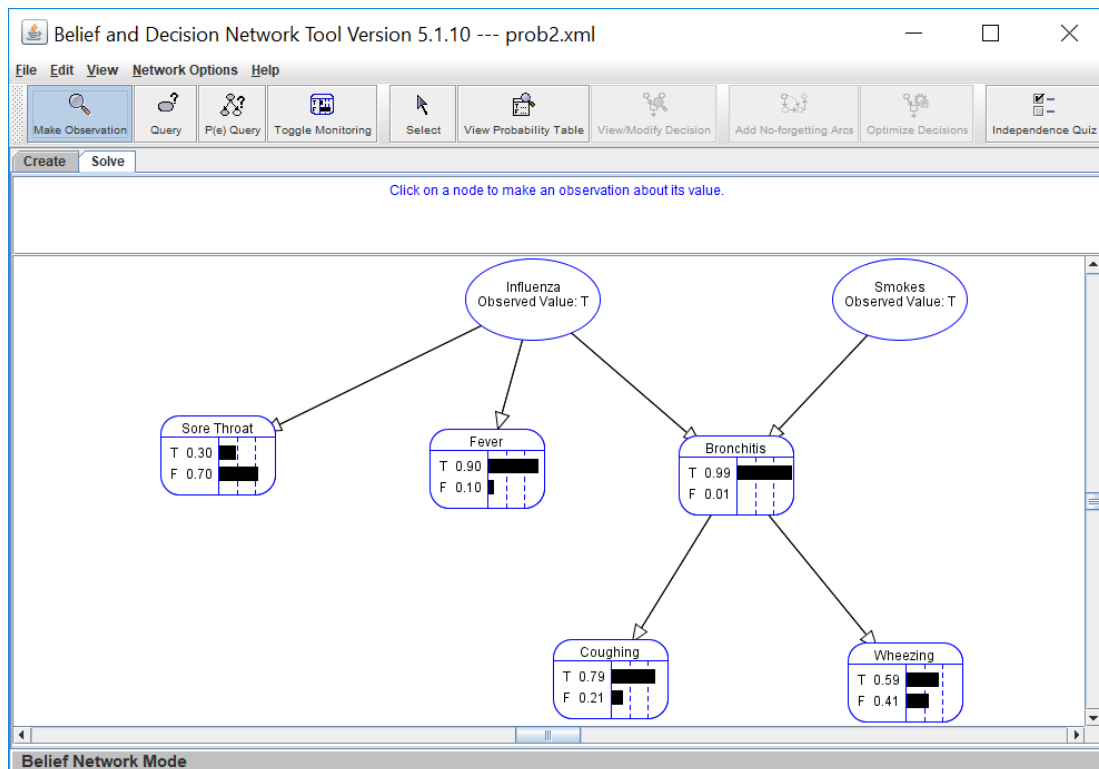 Belief and Decision Network Tool Version 5.1.10 --- prob2.xml
File Edit View Network Options Help
Make Observation Query P(e) Query Toggle Monitoring Select View Probability Table View/Modify Decision Add No-forgetting Arcs Optimize Decisions Independence Quiz
Create Solve
Click on a node to make an observation about its value.
Influenza
Observed Value: T
Smokes
Observed Value: T
Sore Throat
T 0.30
F 0.70
Fever
T 0.90
F 0.10
Bronchitis
T 0.99
F 0.01
Coughing
T 0.79
F 0.21
Wheezing
T 0.59
F 0.41
Belief Network Mode